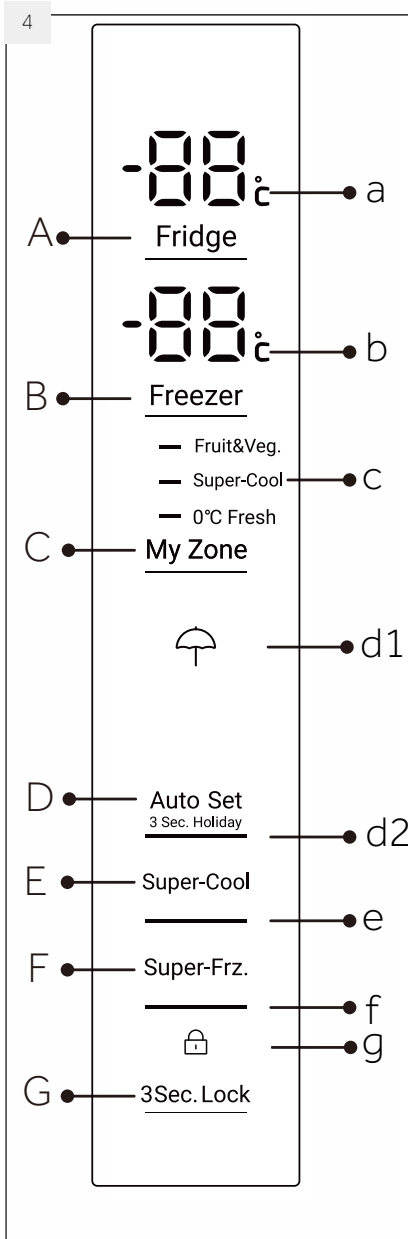 4
-88°c
a
A
Fridge
-88°c
b
B
Freezer
Fruit&Veg.
Super-Cool
c
0°C Fresh
C
My Zone
d1
D
Auto Set
3 Sec. Holiday
d2
E
Super-Cool
e
F
Super-Frz.
f
g
G
3Sec. Lock